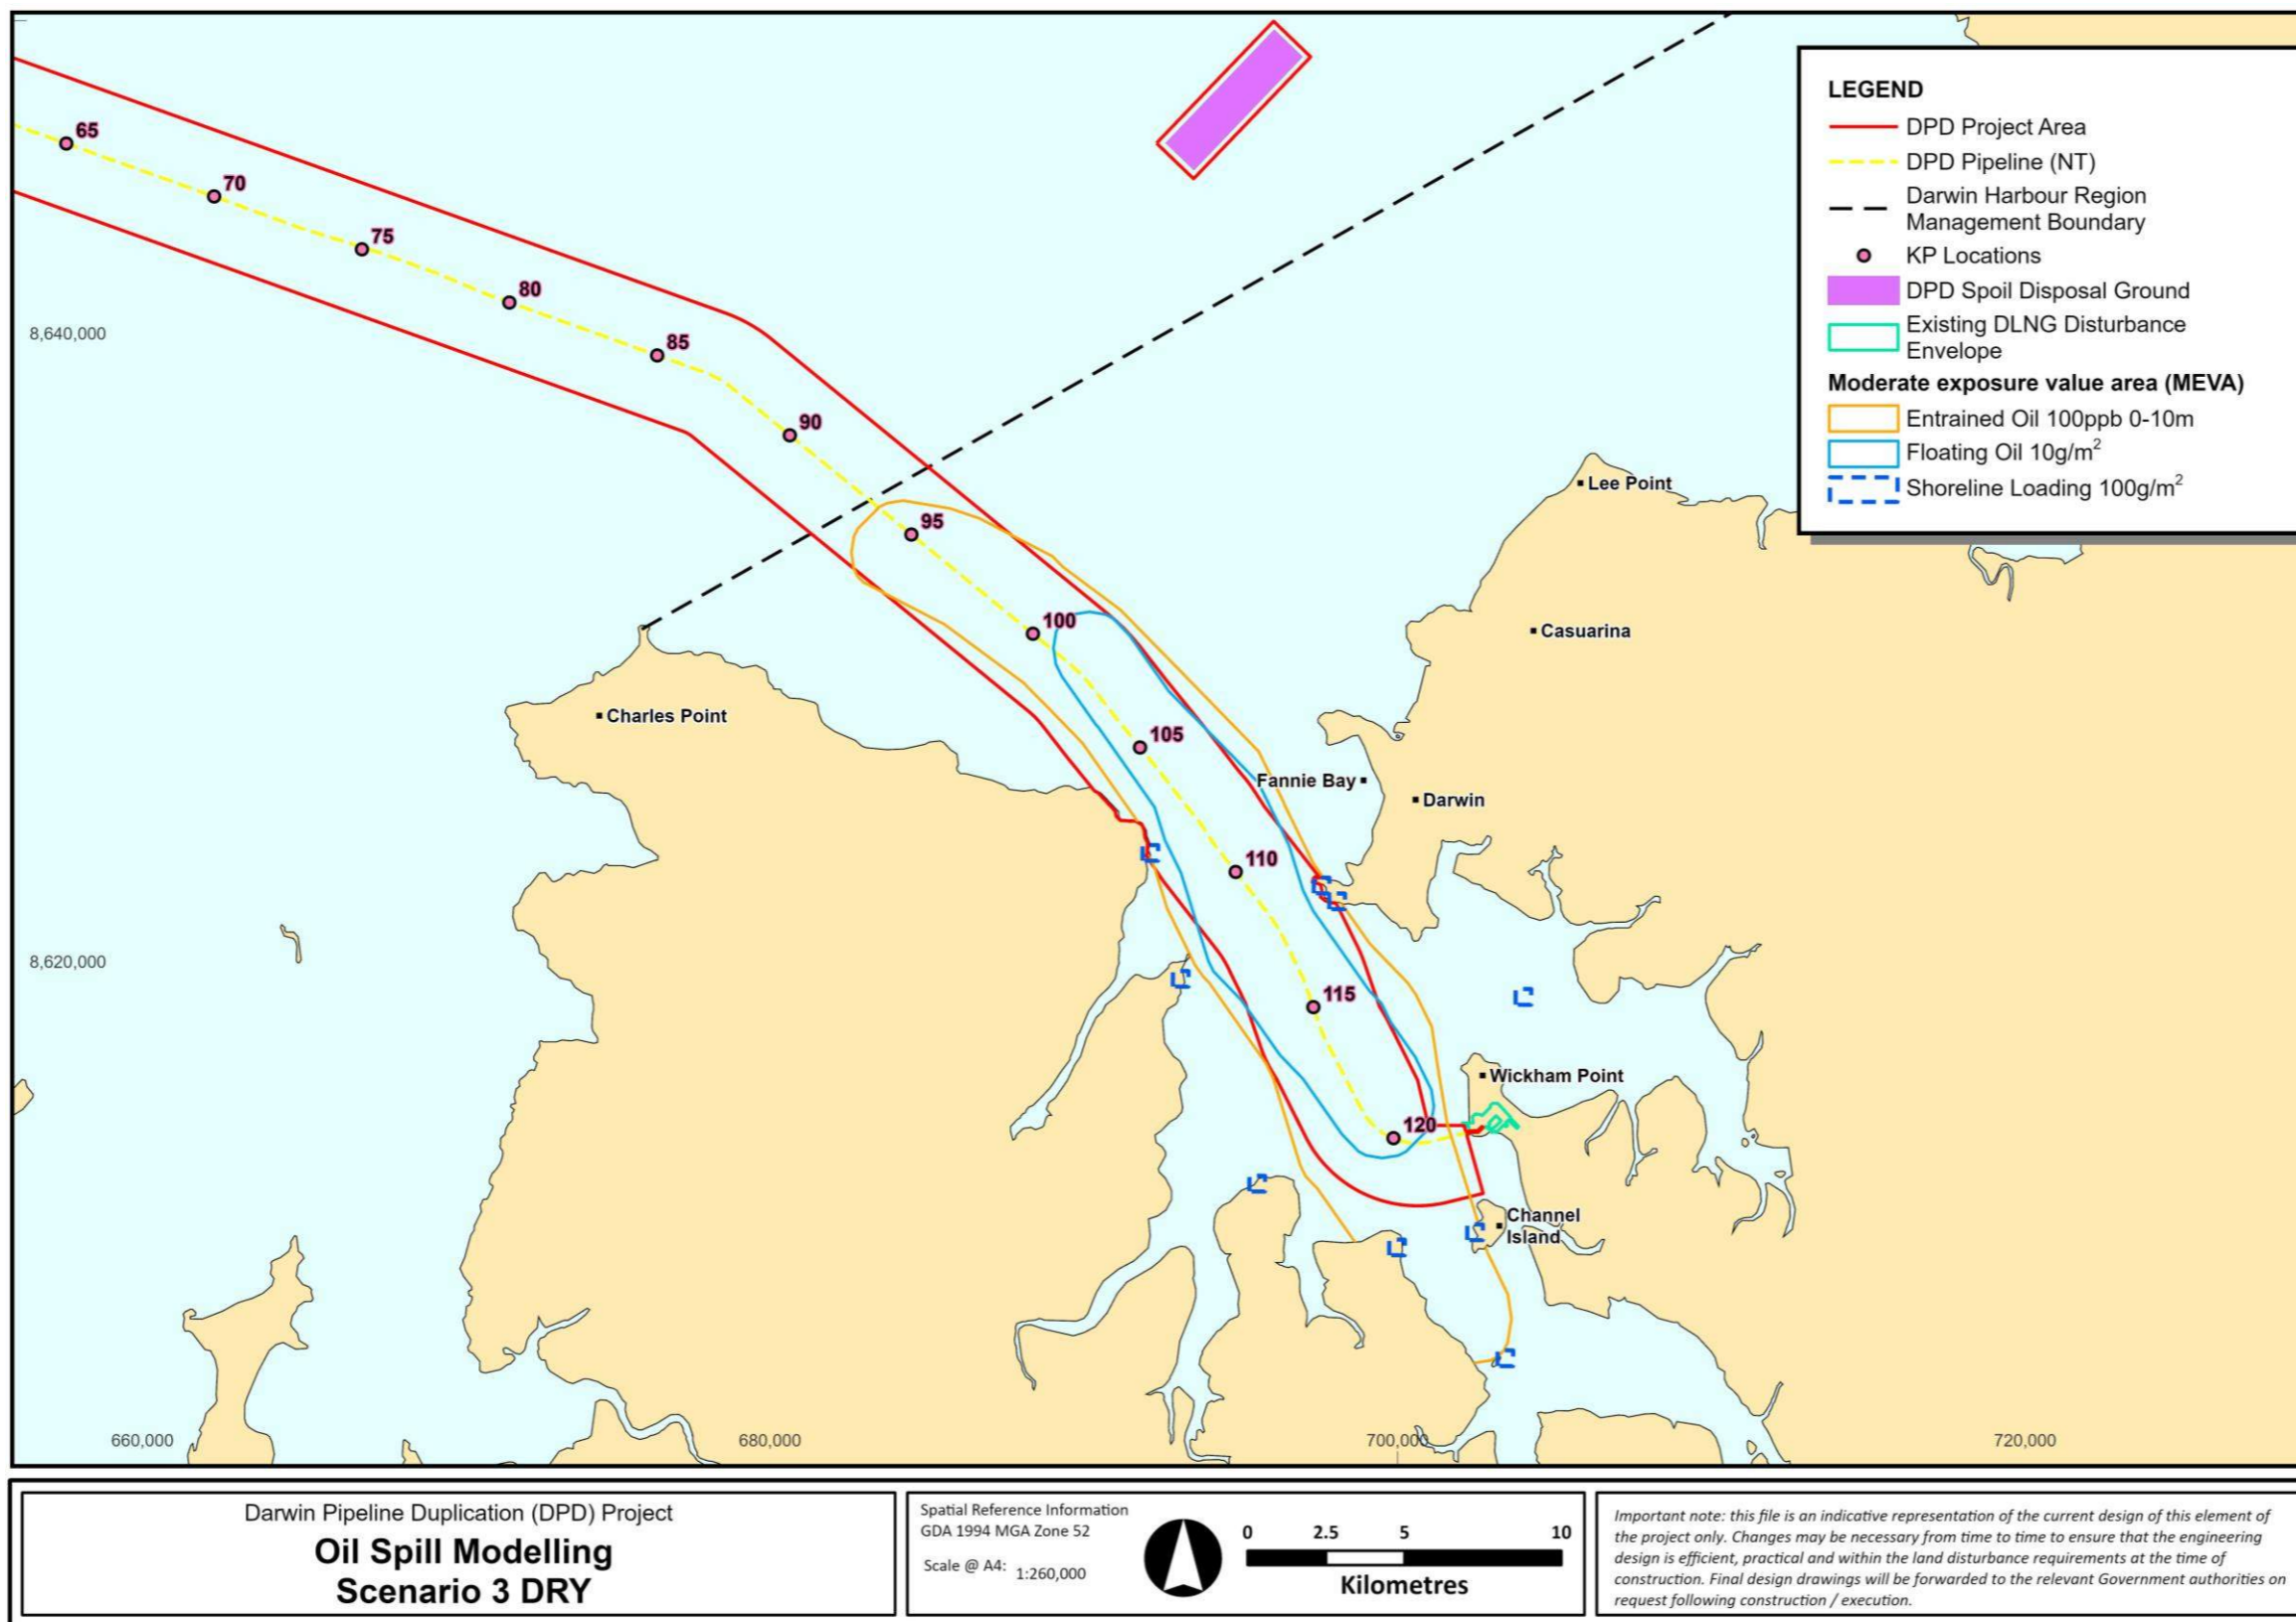 65
70
75
80
85
90
95
100
105
110
115
120
8,640,000
8,620,000
660,000
680,000
700,000
720,000
Lee Point
Casuarina
Charles Point
Fannie Bay
Darwin
Wickham Point
Channel
Island
LEGEND
DPD Project Area
DPD Pipeline (NT)
Darwin Harbour Region
Management Boundary
KP Locations
DPD Spoil Disposal Ground
Existing DLNG Disturbance
Envelope
Moderate exposure value area (MEVA)
Entrained Oil 100ppb 0-10m
Floating Oil 10g/m²
Shoreline Loading 100g/m²
Darwin Pipeline Duplication (DPD) Project
Oil Spill Modelling
Scenario 3 DRY
Spatial Reference Information
GDA 1994 MGA Zone 52
Scale @ A4: 1:260,000
0 2.5 5 10
Kilometres
Important note: this file is an indicative representation of the current design of this element of
the project only. Changes may be necessary from time to time to ensure that the engineering
design is efficient, practical and within the land disturbance requirements at the time of
construction. Final design drawings will be forwarded to the relevant Government authorities on
request following construction / execution.